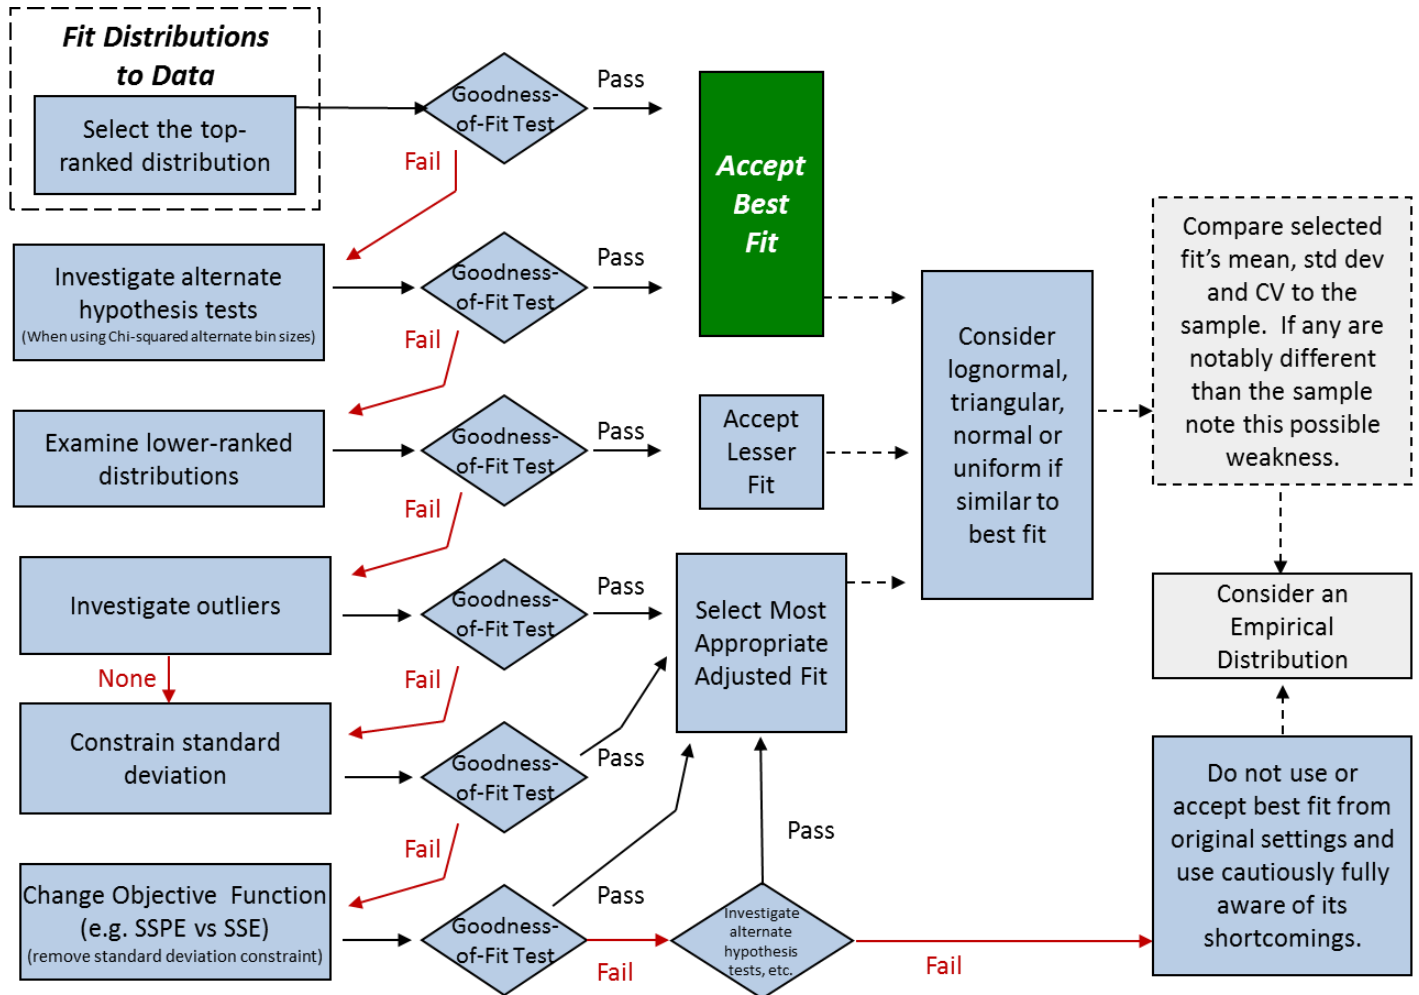 Fit Distributions
to Data
Select the top-
ranked distribution
Goodness-
of-Fit Test
Pass
Fail
Accept
Best
Fit
Investigate alternate
hypothesis tests
(When using Chi-squared alternate bin sizes)
Goodness-
of-Fit Test
Pass
Fail
Examine lower-ranked
distributions
Goodness-
of-Fit Test
Pass
Fail
Accept
Lesser
Fit
Investigate outliers
None
Goodness-
of-Fit Test
Pass
Fail
Select Most
Appropriate
Adjusted Fit
Constrain standard
deviation
Goodness-
of-Fit Test
Pass
Fail
Change Objective Function
(e.g. SSPE vs SSE)
(remove standard deviation constraint)
Goodness-
of-Fit Test
Pass
Fail
Investigate
alternate
hypothesis
tests, etc.
Pass
Fail
Consider
lognormal,
triangular,
normal or
uniform if
similar to
best fit
Compare selected
fit's mean, std dev
and CV to the
sample. If any are
notably different
than the sample
note this possible
weakness.
Consider an
Empirical
Distribution
Do not use or
accept best fit from
original settings and
use cautiously fully
aware of its
shortcomings.